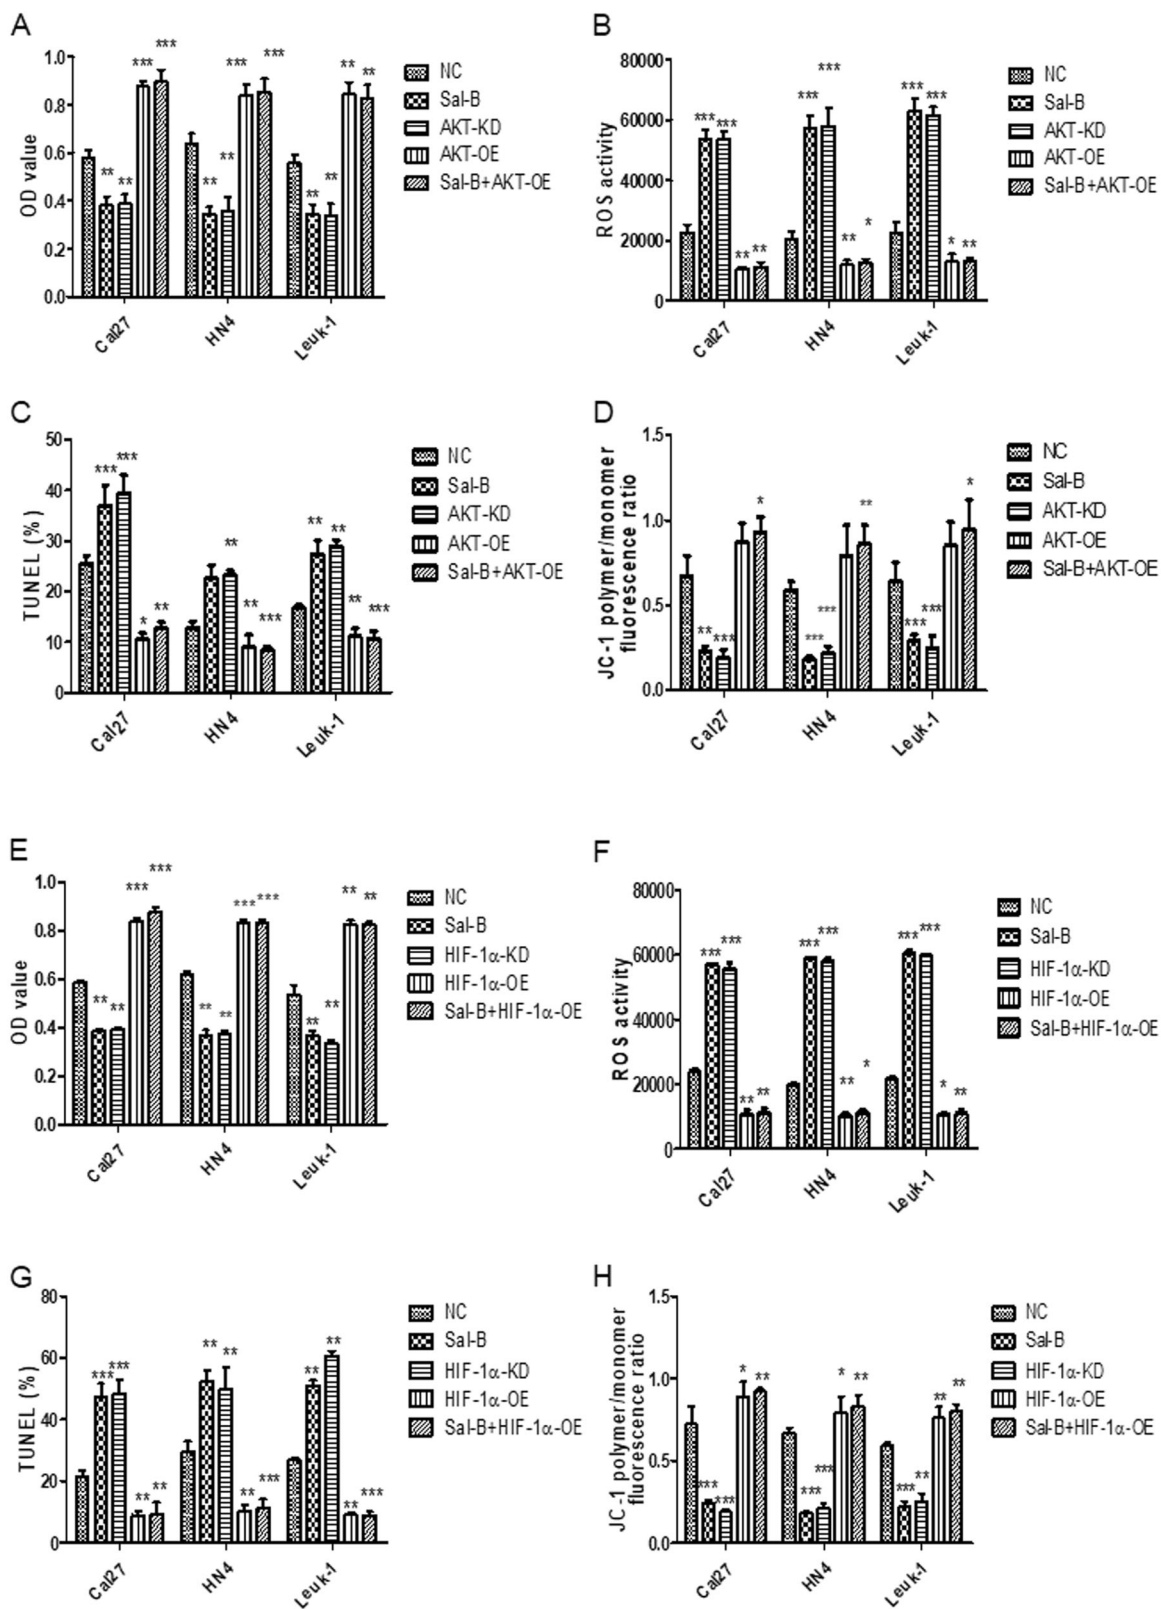 A
OD value
1.0
0.8
0.6
0.4
0.2
0.0
*** *** *** *** ** **
** ** ** ** ** **
Cal27 HN4 Leuk-1
NC
Sal-B
AKT-KD
AKT-OE
Sal-B+AKT-OE
B
ROS activity
80000
60000
40000
20000
0
*** *** *** *** *** ***
** ** ** * * **
Cal27 HN4 Leuk-1
NC
Sal-B
AKT-KD
AKT-OE
Sal-B+AKT-OE
C
TUNEL (%)
50
40
30
20
10
0
*** *** ** ** **
* ** ** *** ** ***
Cal27 HN4 Leuk-1
NC
Sal-B
AKT-KD
AKT-OE
Sal-B+AKT-OE
D
JC-1 polymer/monomer
fluorescence ratio
1.5
1.0
0.5
0.0
* ** *
** *** *** *** *** ***
Cal27 HN4 Leuk-1
NC
Sal-B
AKT-KD
AKT-OE
Sal-B+AKT-OE
E
OD value
1.0
0.8
0.6
0.4
0.2
0.0
*** *** *** *** ** **
** ** ** ** ** **
Cal27 HN4 Leuk-1
NC
Sal-B
HIF-1α-KD
HIF-1α-OE
Sal-B+HIF-1α-OE
F
ROS activity
80000
60000
40000
20000
0
*** *** *** *** *** ***
** ** ** * * **
Cal27 HN4 Leuk-1
NC
Sal-B
HIF-1α-KD
HIF-1α-OE
Sal-B+HIF-1α-OE
G
TUNEL (%)
80
60
40
20
0
*** *** ** ** ** **
** ** ** *** ** ***
Cal27 HN4 Leuk-1
NC
Sal-B
HIF-1α-KD
HIF-1α-OE
Sal-B+HIF-1α-OE
H
JC-1 polymer/monomer
fluorescence ratio
1.5
1.0
0.5
0.0
* ** * ** ** **
*** *** *** *** *** **
Cal27 HN4 Leuk-1
NC
Sal-B
HIF-1α-KD
HIF-1α-OE
Sal-B+HIF-1α-OE